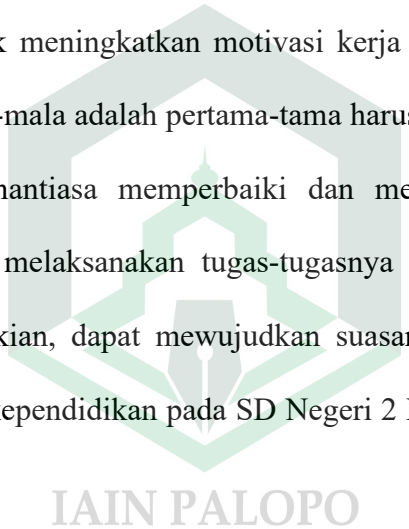 meningkatkan motivasi kerja
-mala adalah pertama-tama harus
nantiasa memperbaiki dan me
melaksanakan tugas-tugasnya
kian, dapat mewujudkan suasan
kependidikan pada SD Negeri 2
IAIN PALOPO